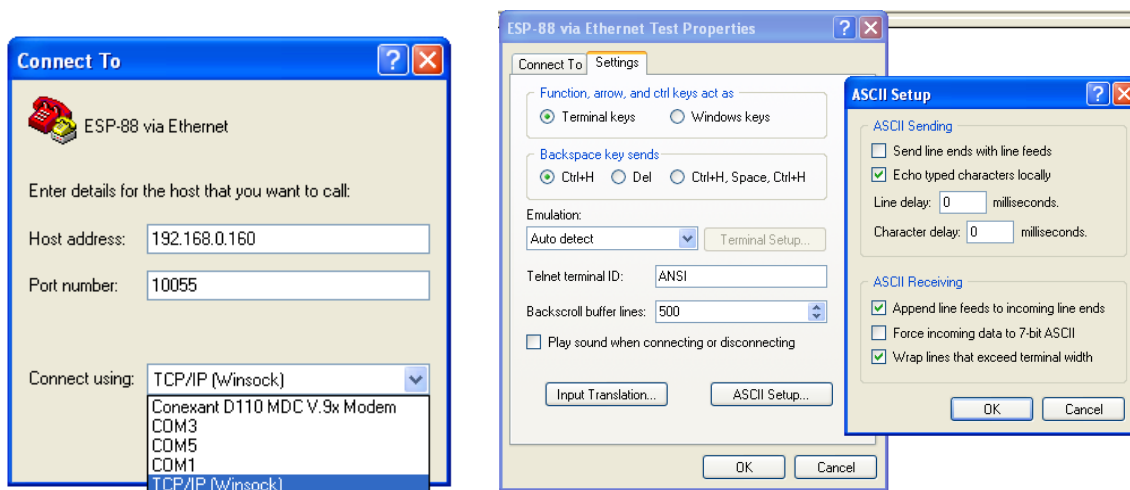 Connect To
ESP-88 via Ethernet
Enter details for the host that you want to call:
Host address: 192.168.0.160
Port number: 10055
Connect using: TCP/IP (Winsock)
Conexant D110 MDC V.9x Modem
COM3
COM5
COM1
TCP/IP (Winsock)
ESP-88 via Ethernet Test Properties
Connect To Settings
Function, arrow, and ctrl keys act as
Terminal keys Windows keys
Backspace key sends
Ctrl+H Del Ctrl+H, Space, Ctrl+H
Emulation:
Auto detect Terminal Setup...
Telnet terminal ID: ANSI
Backscroll buffer lines: 500
Play sound when connecting or disconnecting
Input Translation... ASCII Setup...
OK Cancel
ASCII Setup
ASCII Sending
Send line ends with line feeds
Echo typed characters locally
Line delay: 0 milliseconds.
Character delay: 0 milliseconds.
ASCII Receiving
Append line feeds to incoming line ends
Force incoming data to 7-bit ASCII
Wrap lines that exceed terminal width
OK Cancel